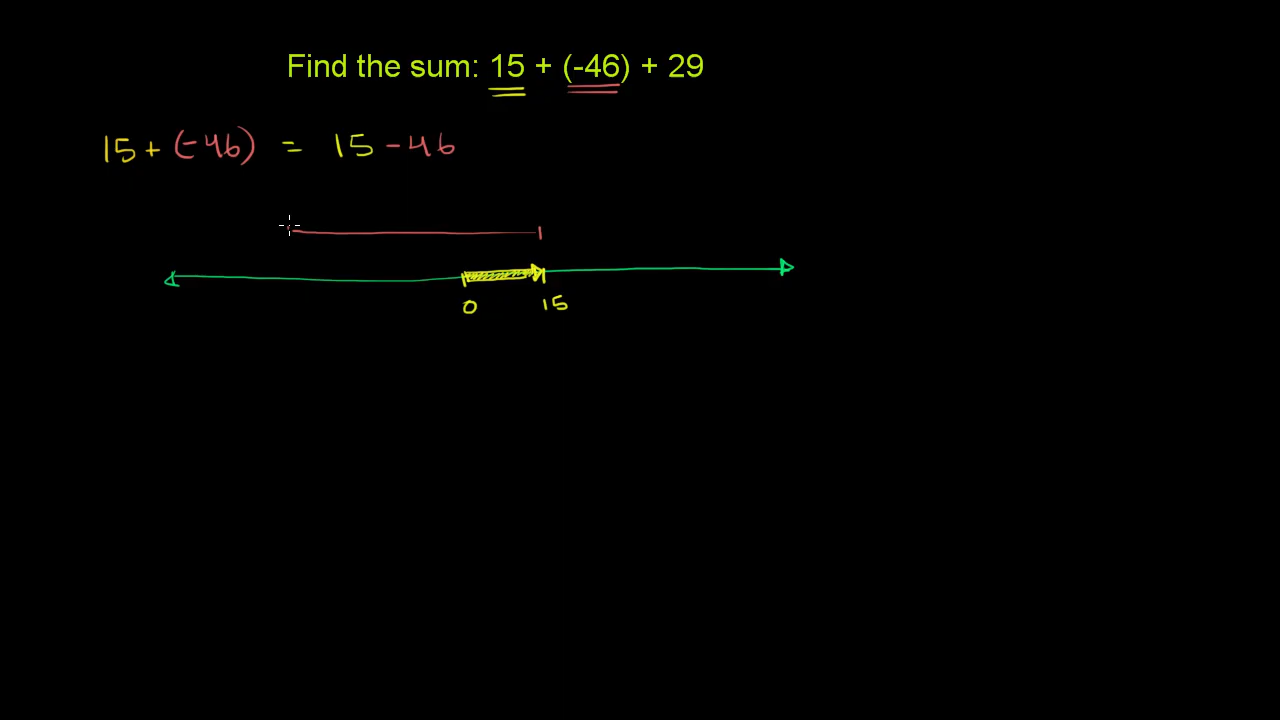 Find the sum: 15 + (-46) + 29
15 + (-46) = 15 - 46
0 15